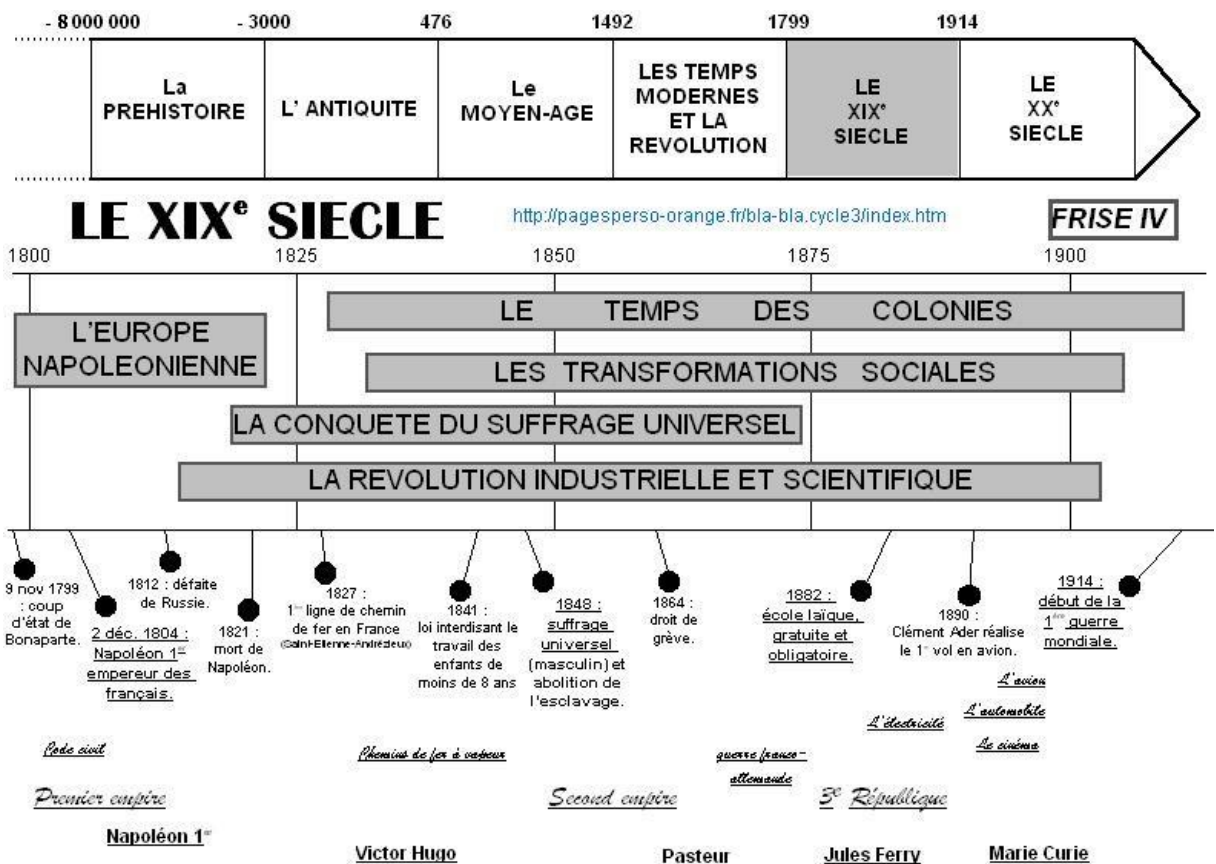 - 8 000 000 - 3000 476 1492 1799 1914
La
PREHISTOIRE
L' ANTIQUITE
Le
MOYEN-AGE
LES TEMPS
MODERNES
ET LA
REVOLUTION
LE
XIXe
SIECLE
LE
XXe
SIECLE
LE XIXe SIECLE
http://pagesperso-orange.fr/bla-bla.cycle3/index.htm
FRISE IV
1800 1825 1850 1875 1900
L'EUROPE
NAPOLEONIENNE
LE TEMPS DES COLONIES
LES TRANSFORMATIONS SOCIALES
LA CONQUETE DU SUFFRAGE UNIVERSEL
LA REVOLUTION INDUSTRIELLE ET SCIENTIFIQUE
9 nov 1799
: coup
d'état de
Bonaparte.
2 déc. 1804 :
Napoléon 1er
empereur des
français.
1812 : défaite
de Russie.
1821 :
mort de
Napoléon.
1827 :
1ère ligne de chemin
de fer en France
(Saint-Etienne-Andrézieux)
1841 :
loi interdisant le
travail des
enfants de
moins de 8 ans
1848 :
suffrage
universel
(masculin) et
abolition de
l'esclavage.
1864 :
droit de
grève.
1882 :
école laïque,
gratuite et
obligatoire.
1890 :
Clément Ader réalise
le 1er vol en avion.
1914 :
début de la
1ère guerre
mondiale.
Code civil
Chemins de fer à vapeur
guerre franco-
allemande
L'électricité
L'avion
L'automobile
Le cinéma
Premier empire
Second empire
3e République
Napoléon 1er
Victor Hugo
Pasteur
Jules Ferry
Marie Curie